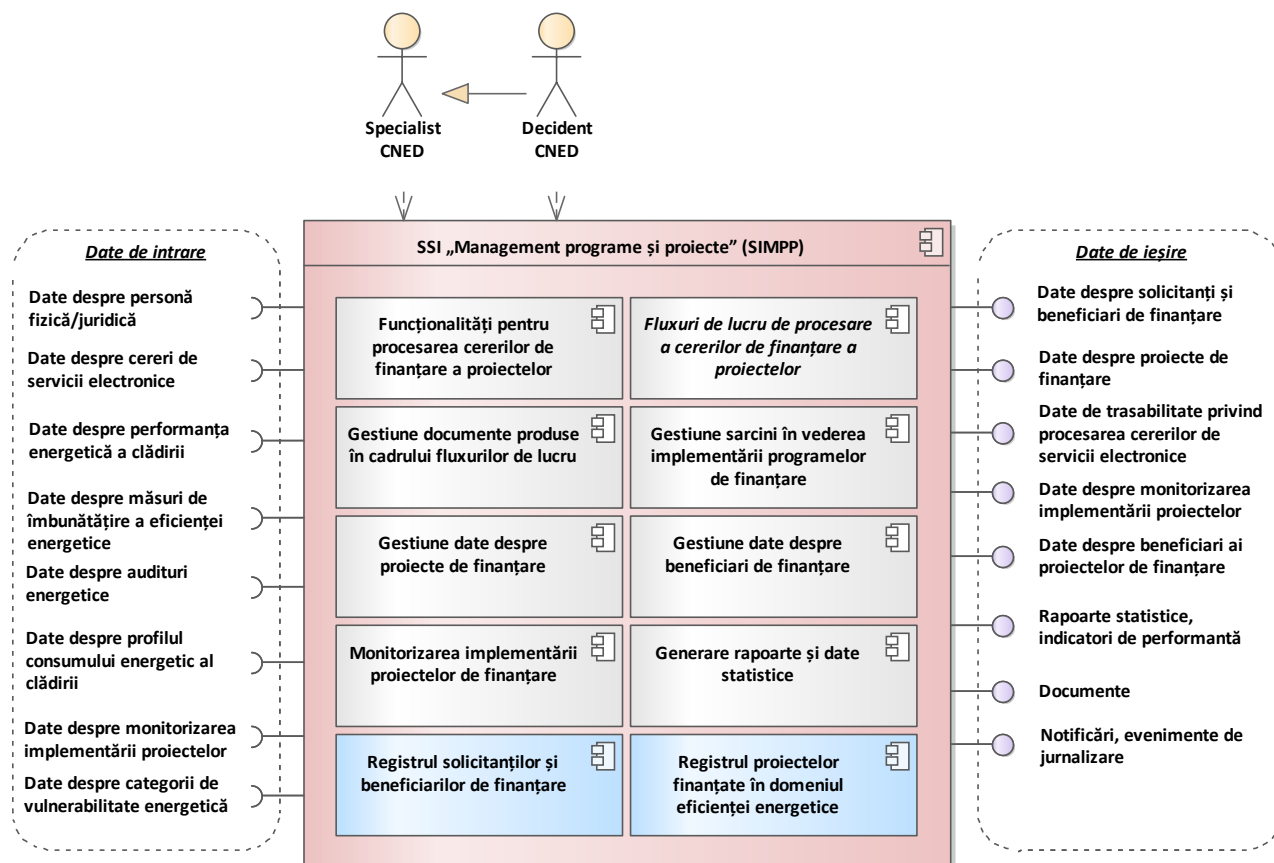 Specialist
CNED
Decident
CNED
Date de intrare
Date despre personă
fizică/juridică
Date despre cereri de
servicii electronice
Date despre performanța
energetică a clădirii
Date despre măsuri de
îmbunătățire a eficienței
energetice
Date despre audituri
energetice
Date despre profilul
consumului energetic al
clădirii
Date despre monitorizarea
implementării proiectelor
Date despre categorii de
vulnerabilitate energetică
SSI „Management programe și proiecte” (SIMPP)
Funcționalități pentru
procesarea cererilor de
finanțare a proiectelor
Fluxuri de lucru de procesare
a cererilor de finanțare a
proiectelor
Gestiune documente produse
în cadrului fluxurilor de lucru
Gestiune sarcini în vederea
implementării programelor
de finanțare
Gestiune date despre
proiecte de finanțare
Gestiune date despre
beneficiari de finanțare
Monitorizarea implementării
proiectelor de finanțare
Generare rapoarte și date
statistice
Registrul solicitanților și
beneficiarilor de finanțare
Registrul proiectelor
finanțate în domeniul
eficienței energetice
Date de ieșire
Date despre solicitanți și
beneficiari de finanțare
Date despre proiecte de
finanțare
Date de trasabilitate privind
procesarea cererilor de
servicii electronice
Date despre monitorizarea
implementării proiectelor
Date despre beneficiari ai
proiectelor de finanțare
Rapoarte statistice,
indicatori de performantă
Documente
Notificări, evenimente de
jurnalizare